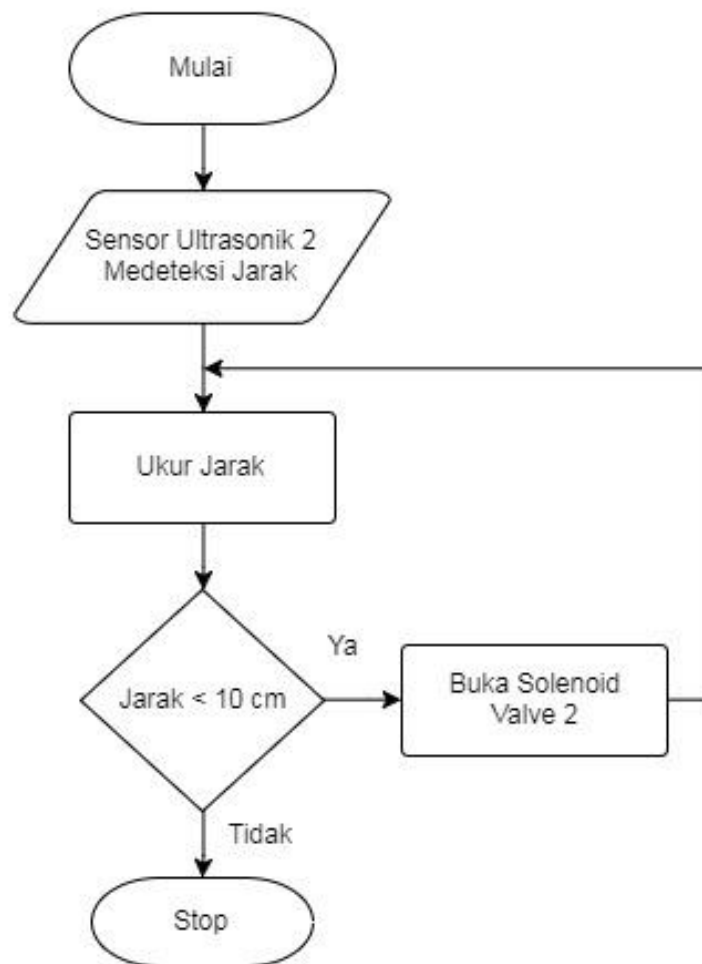 Mulai
Sensor Ultrasonik 2
Medeteksi Jarak
Ukur Jarak
Jarak < 10 cm
Ya
Buka Solenoid
Valve 2
Tidak
Stop